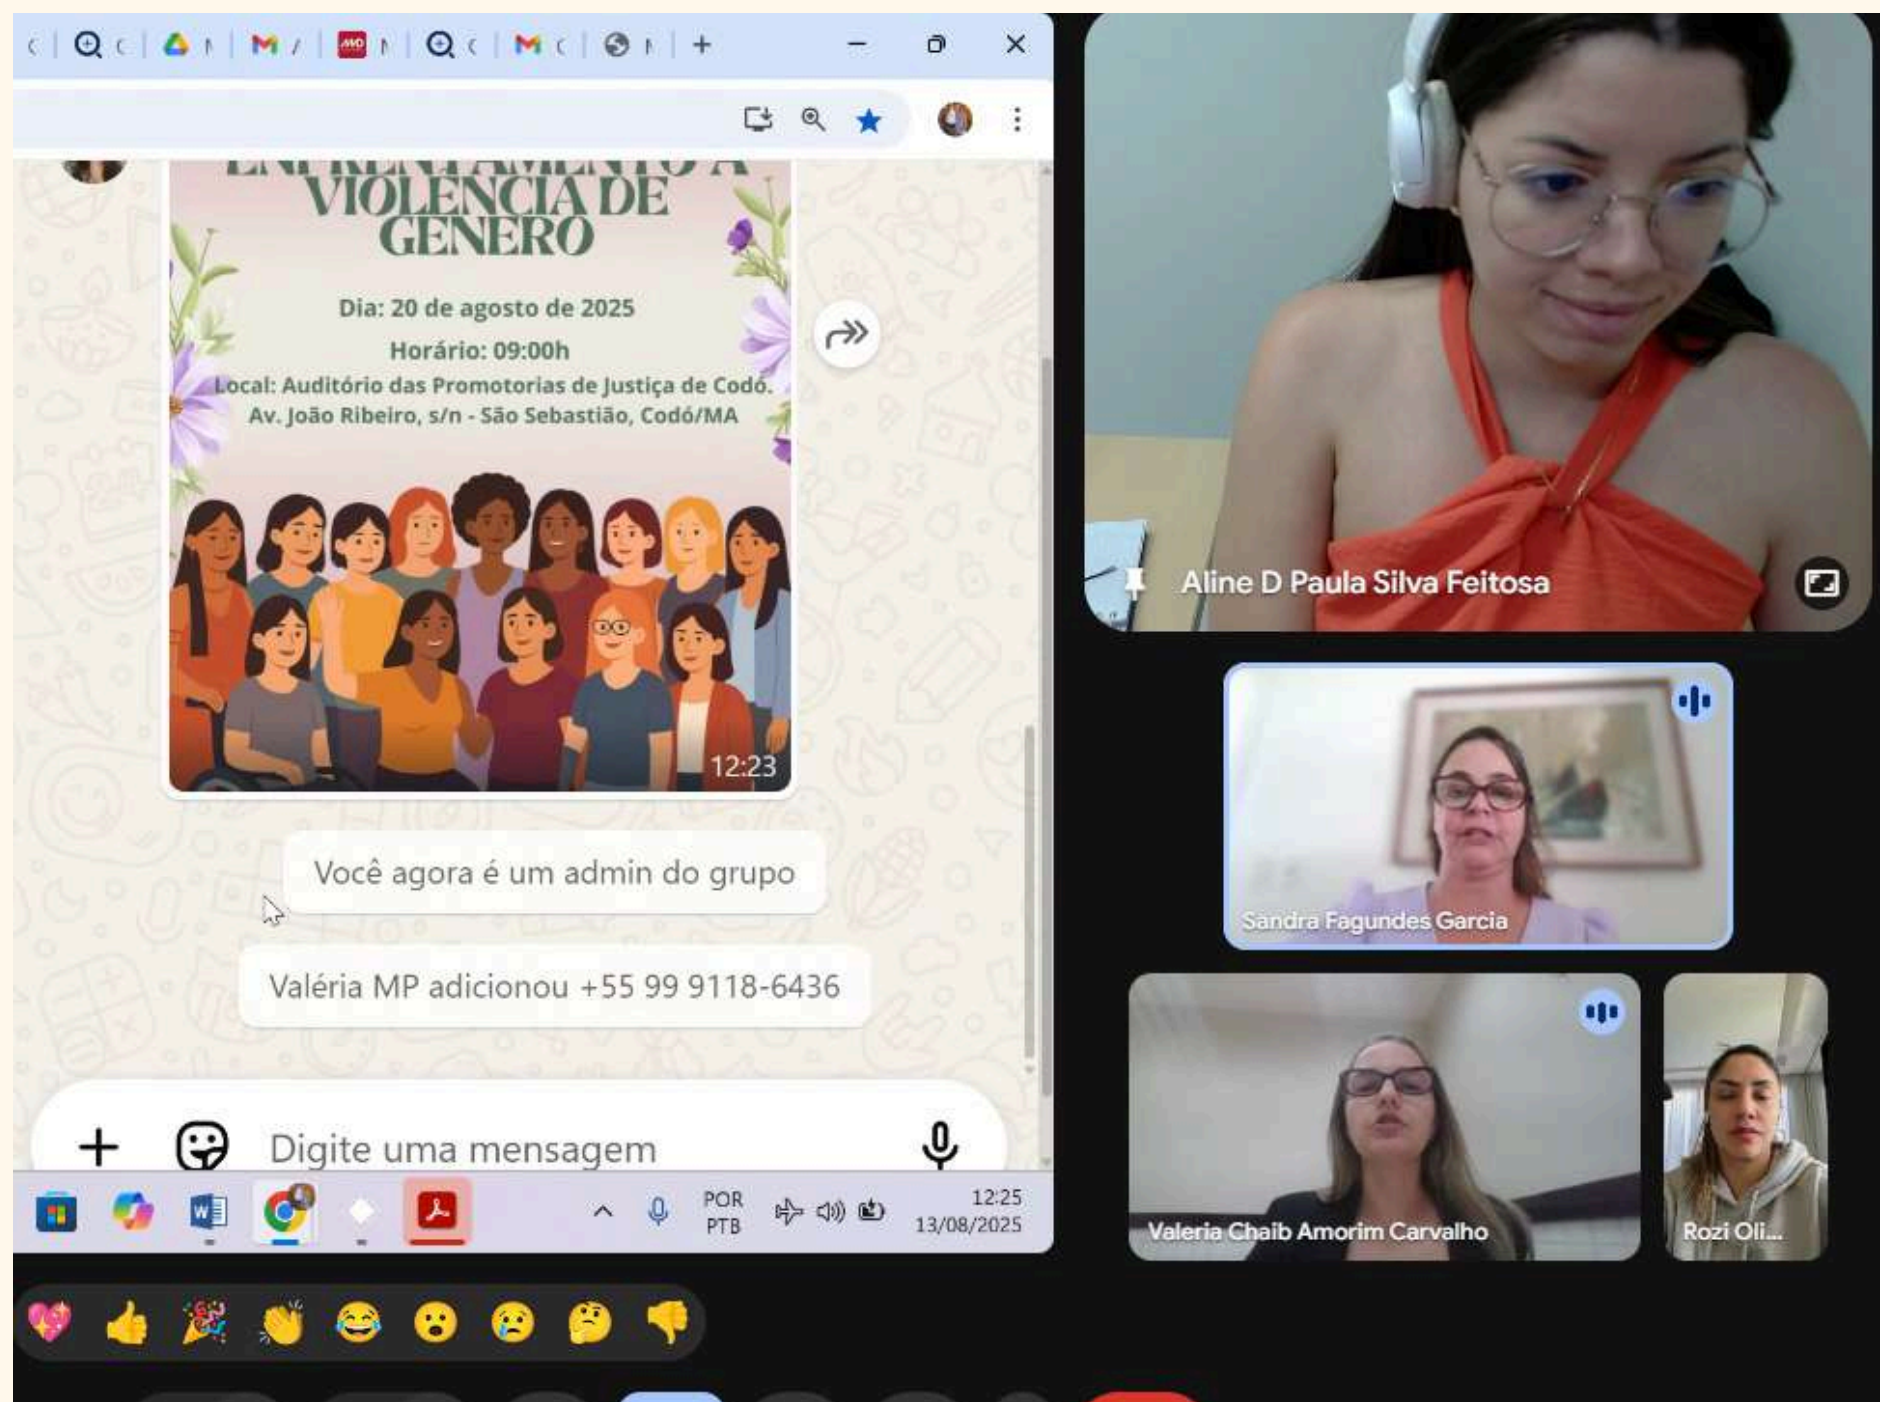 ENFRENTAMENTO A
VIOLÊNCIA DE
GÊNERO
Dia: 20 de agosto de 2025
Horário: 09:00h
Local: Auditório das Promotorias de Justiça de Codó.
Av. João Ribeiro, s/n - São Sebastião, Codó/MA
12:23
Você agora é um admin do grupo
Valéria MP adicionou +55 99 9118-6436
Digite uma mensagem
POR
PTB
12:25
13/08/2025
Aline D Paula Silva Feitosa
Sandra Fagundes Garcia
Valeria Chaib Amorim Carvalho
Rozi Oli...